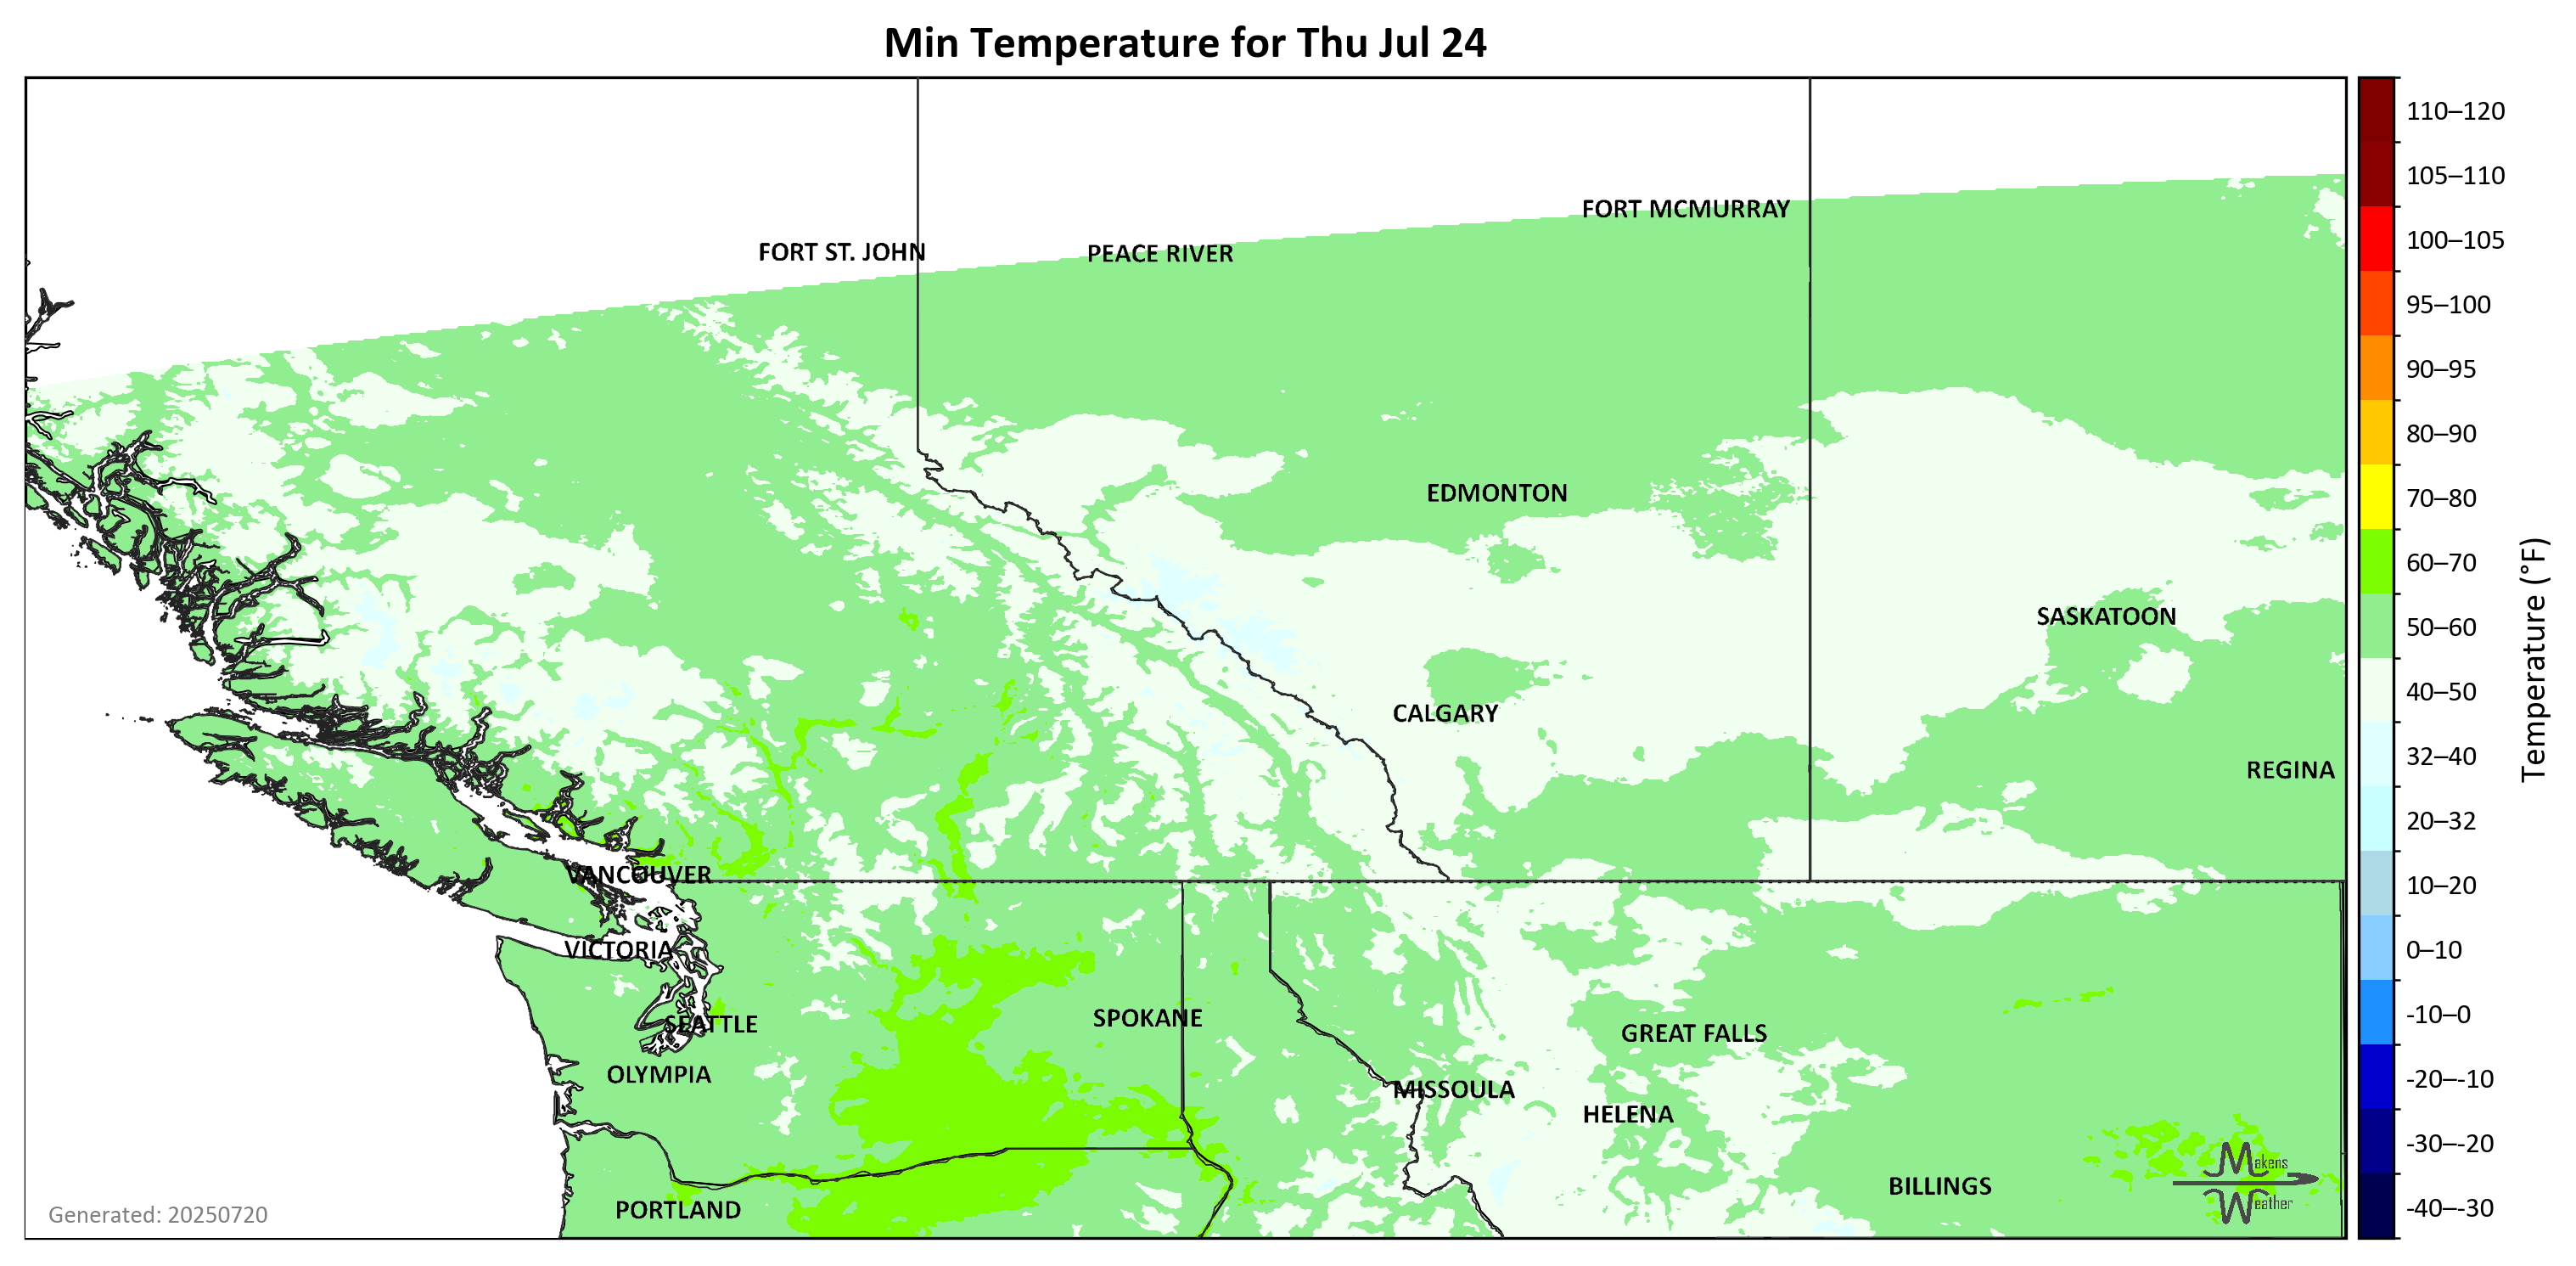 Min Temperature for Thu Jul 24
110–120
105–110
100–105
95–100
90–95
80–90
70–80
60–70
50–60
40–50
32–40
20–32
10–20
0–10
-10–0
-20–-10
-30–-20
-40–-30
Temperature (°F)
FORT MCMURRAY
FORT ST. JOHN
PEACE RIVER
EDMONTON
SASKATOON
CALGARY
REGINA
VANCOUVER
VICTORIA
SEATTLE
SPOKANE
GREAT FALLS
OLYMPIA
MISSOULA
HELENA
BILLINGS
PORTLAND
Makens
Weather
Generated: 20250720